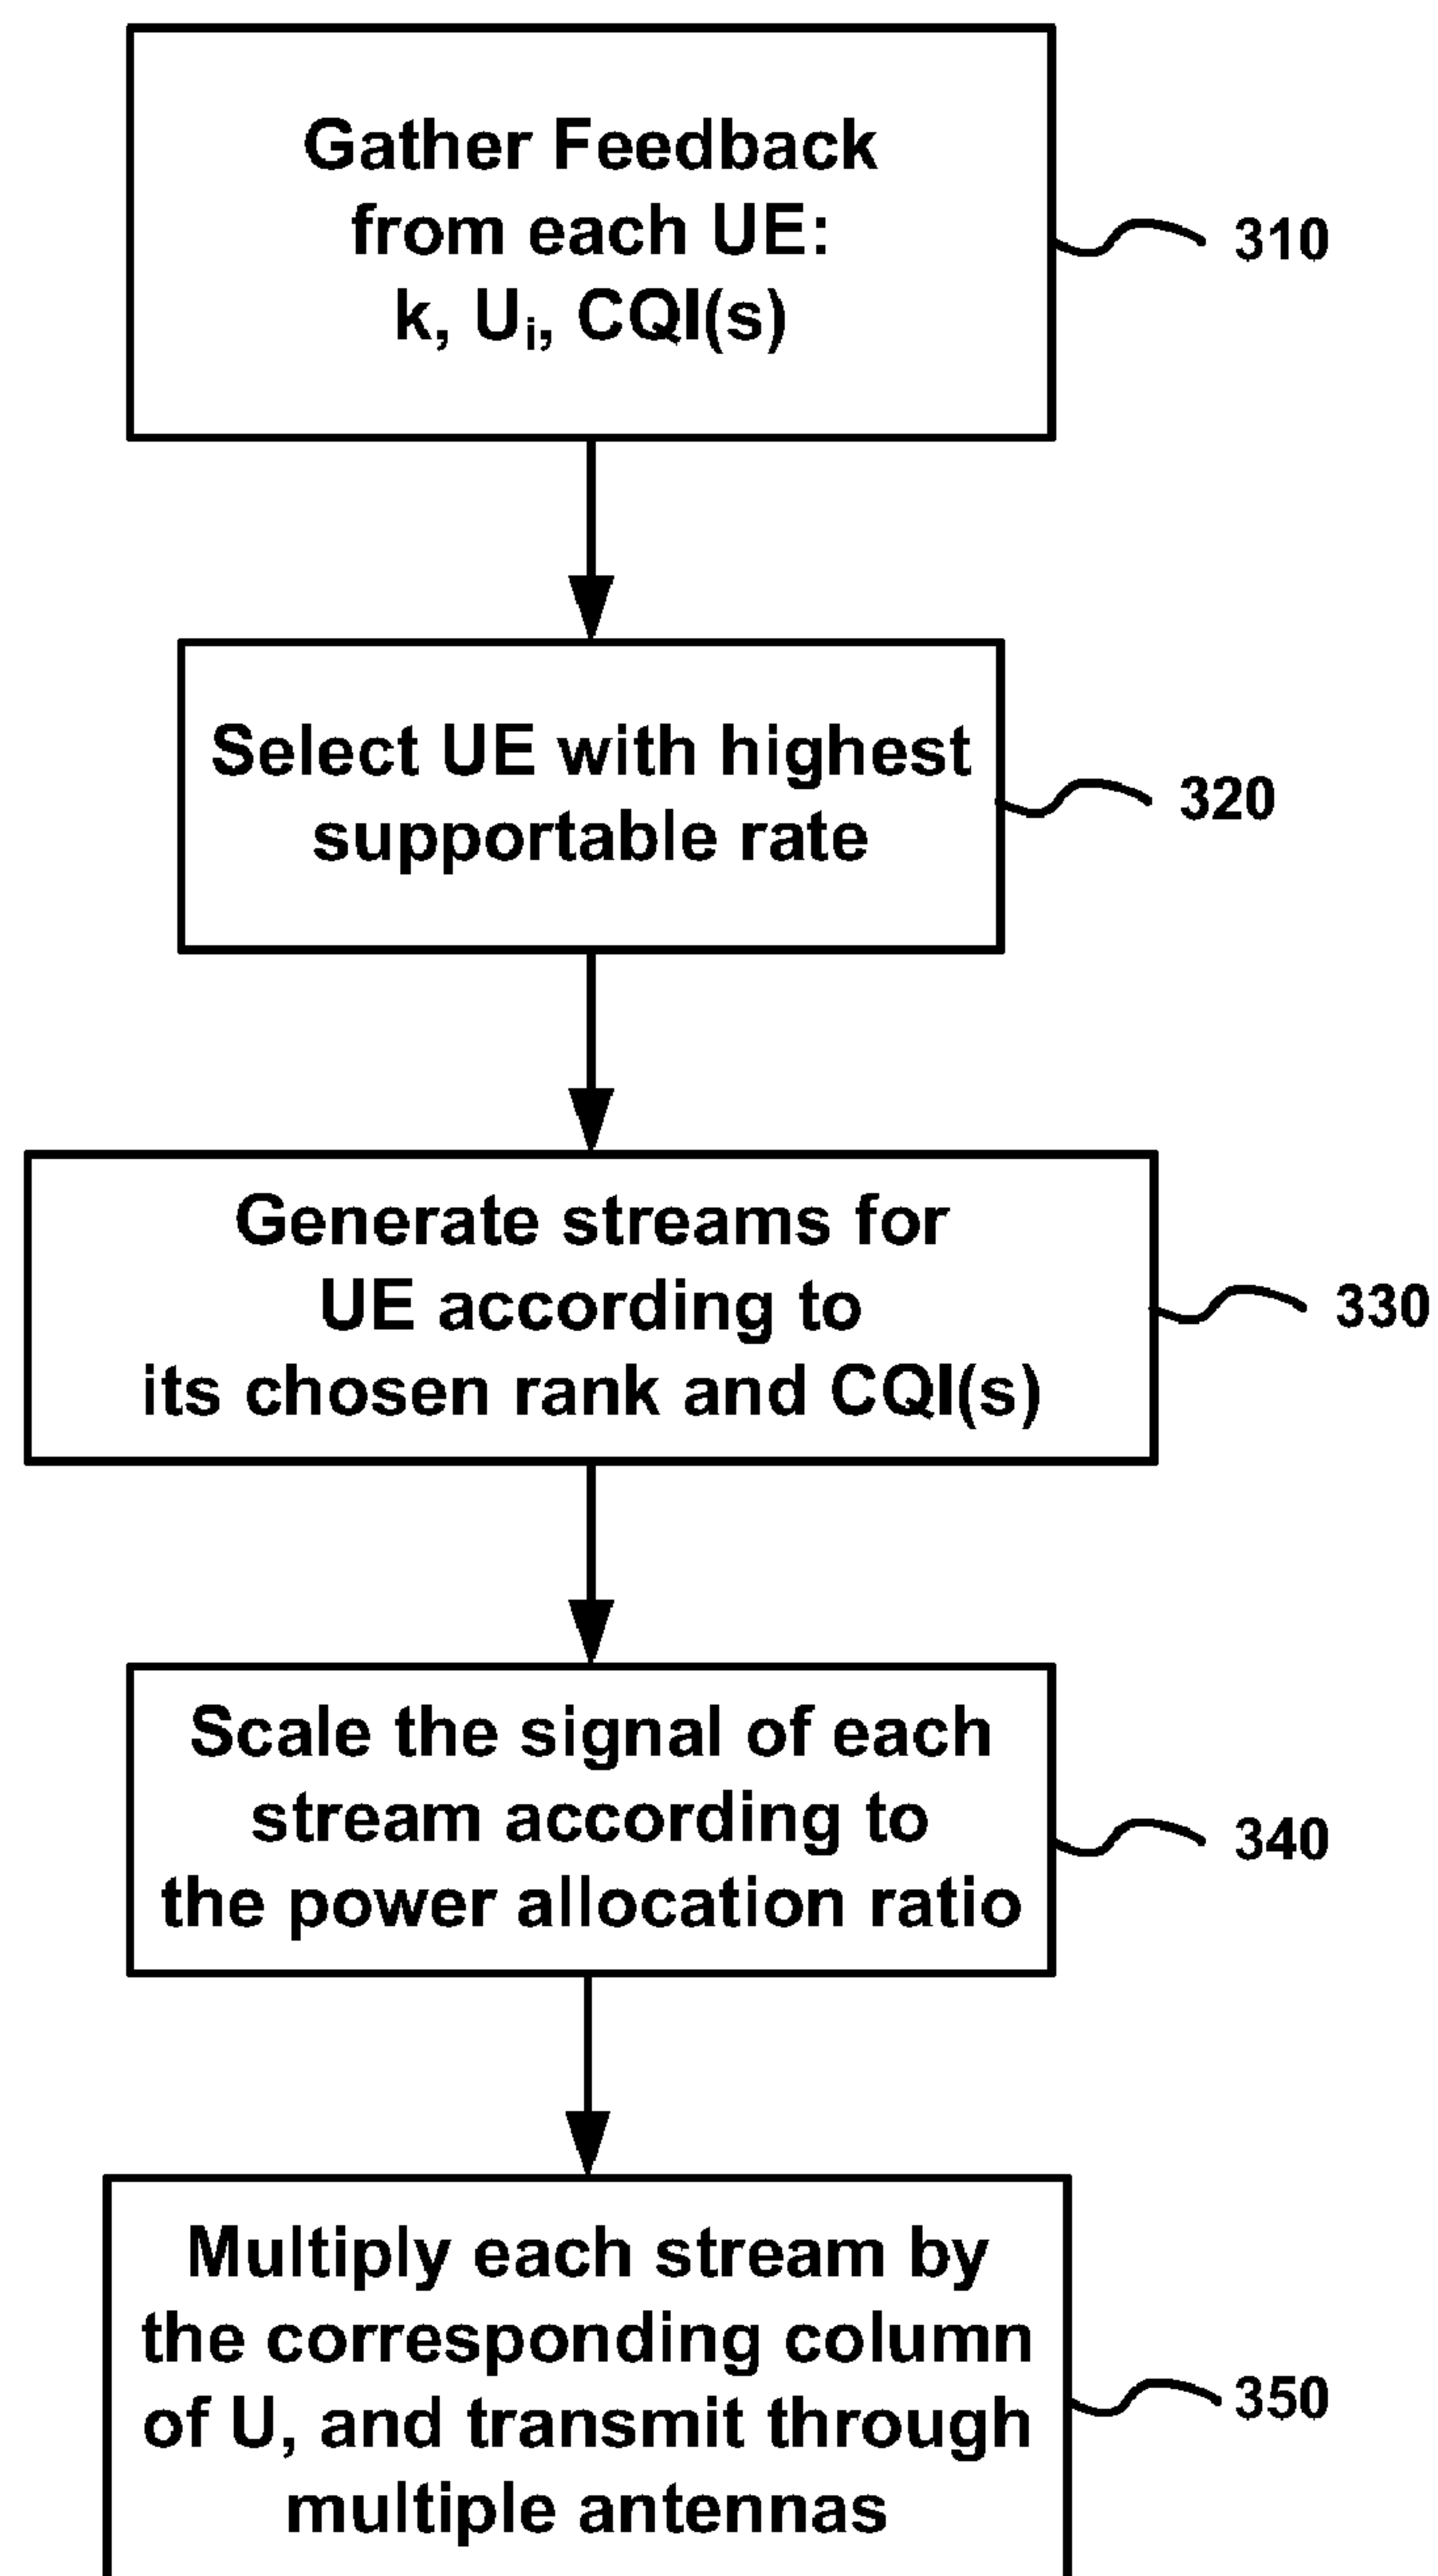 Gather Feedback
from each UE:
k, Uᵢ, CQI(s)
310
Select UE with highest
supportable rate
320
Generate streams for
UE according to
its chosen rank and CQI(s)
330
Scale the signal of each
stream according to
the power allocation ratio
340
Multiply each stream by
the corresponding column
of U, and transmit through
multiple antennas
350